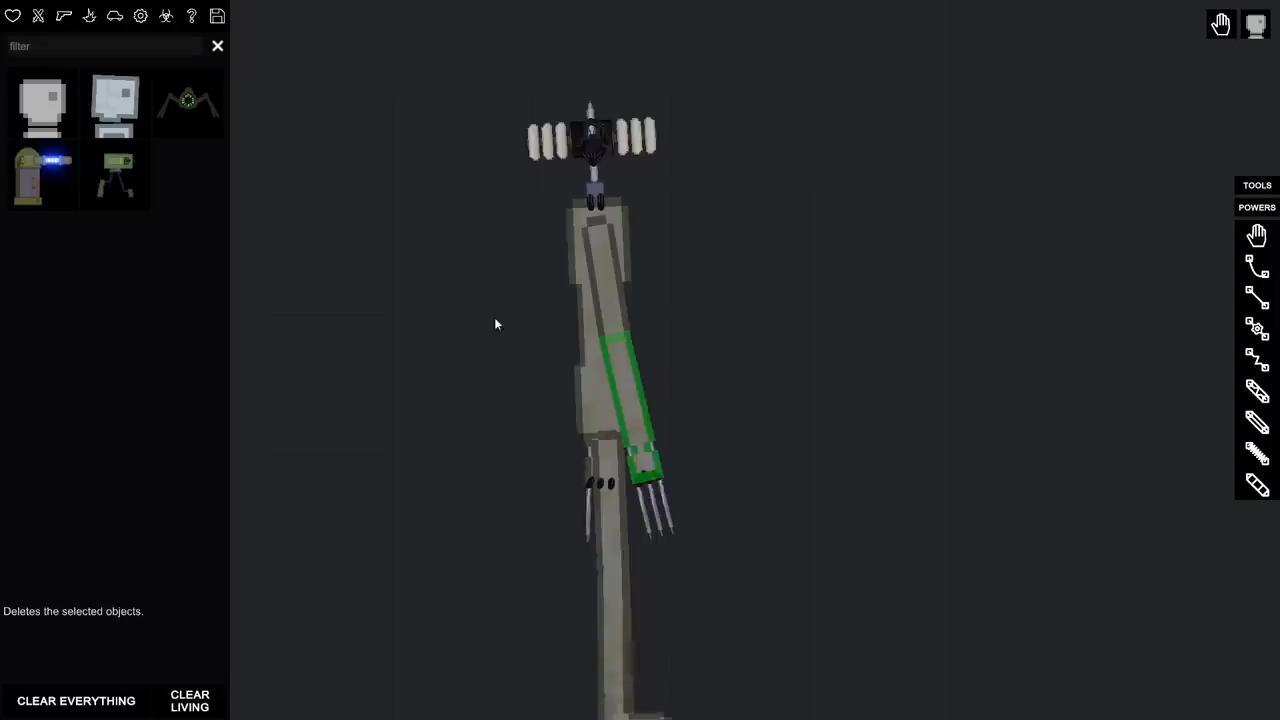 filter
TOOLS
POWERS
Deletes the selected objects.
CLEAR EVERYTHING
CLEAR
LIVING